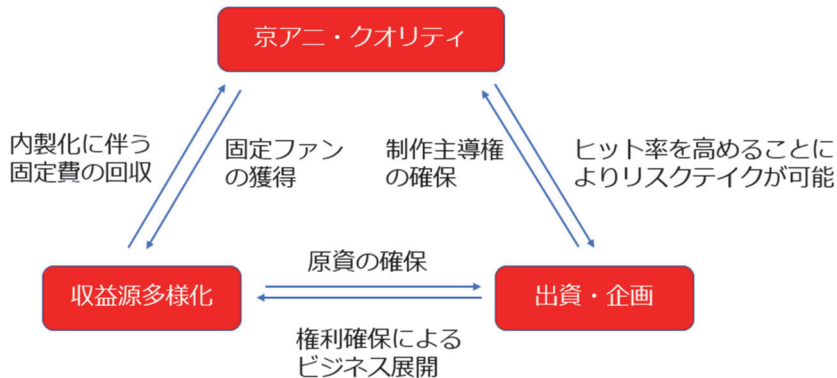 京アニ・クオリティ
内製化に伴う
固定費の回収
固定ファン
の獲得
制作主導権
の確保
ヒット率を高めることに
よりリスクテイクが可能
収益源多様化
原資の確保
出資・企画
権利確保による
ビジネス展開